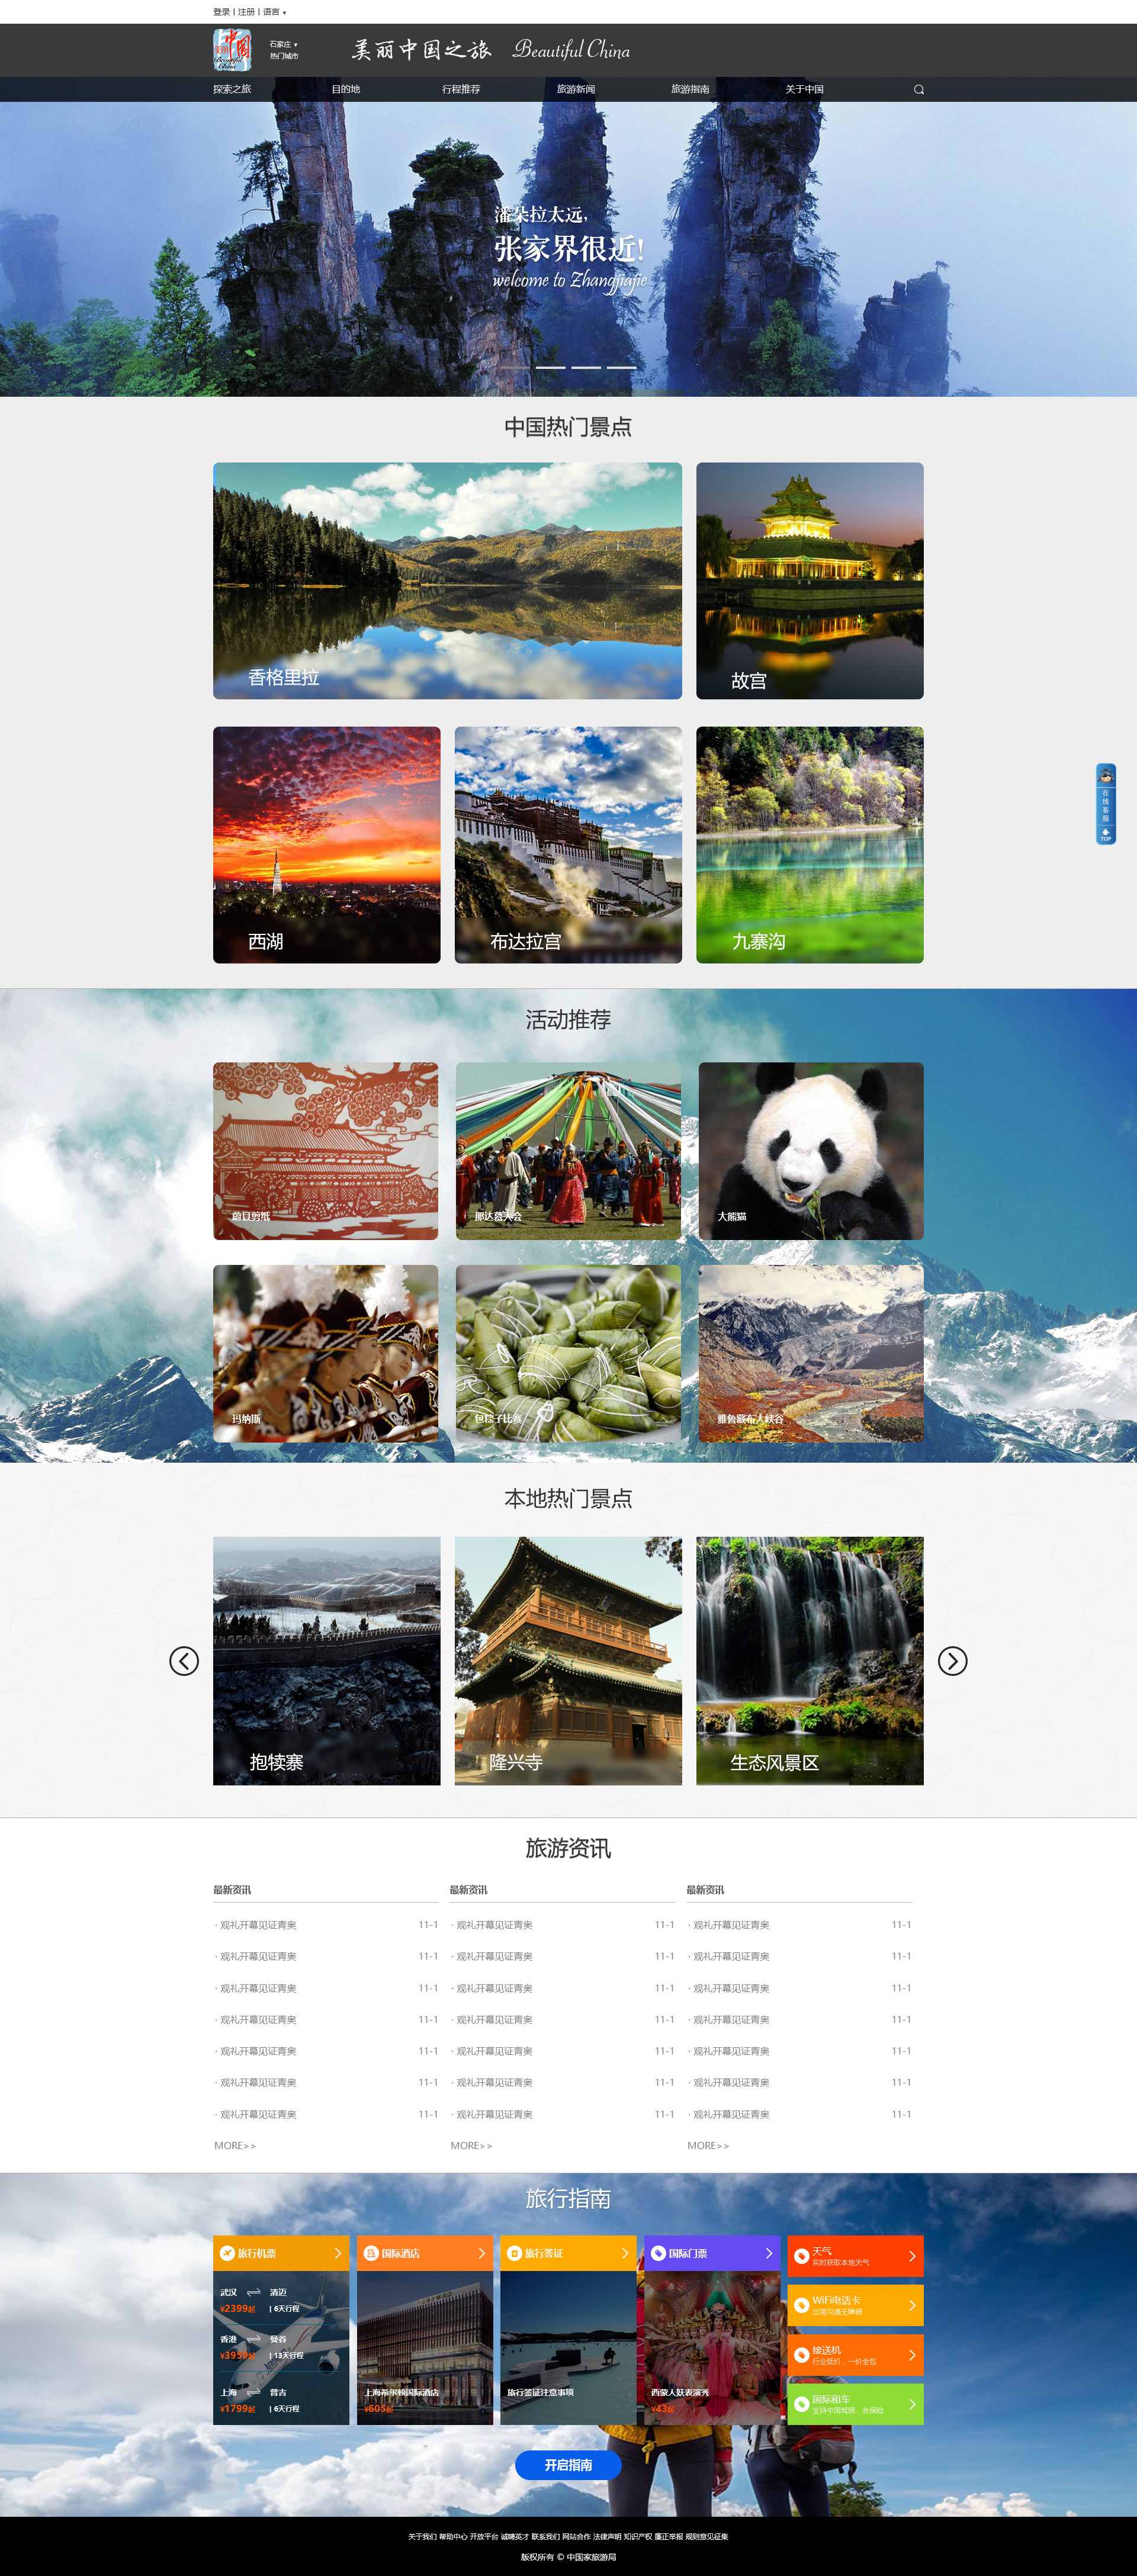 登录 | 注册 | 语言 ▼
中国
Beautiful
China
石家庄 ▼
热门城市
美丽中国之旅 Beautiful China
探索之旅 目的地 行程推荐 旅游新闻 旅游指南 关于中国
潘朵拉太远,
张家界很近!
welcome to Zhangjiajie
中国热门景点
香格里拉 故宫
西湖 布达拉宫 九寨沟
在线客服
TOP
活动推荐
蔚县剪纸 那达慕大会 大熊猫
玛纳斯 包粽子比赛 雅鲁藏布大峡谷
本地热门景点
抱犊寨 隆兴寺 生态风景区
旅游资讯
最新资讯 最新资讯 最新资讯
· 观礼开幕见证青奥 11-1 · 观礼开幕见证青奥 11-1 · 观礼开幕见证青奥 11-1
· 观礼开幕见证青奥 11-1 · 观礼开幕见证青奥 11-1 · 观礼开幕见证青奥 11-1
· 观礼开幕见证青奥 11-1 · 观礼开幕见证青奥 11-1 · 观礼开幕见证青奥 11-1
· 观礼开幕见证青奥 11-1 · 观礼开幕见证青奥 11-1 · 观礼开幕见证青奥 11-1
· 观礼开幕见证青奥 11-1 · 观礼开幕见证青奥 11-1 · 观礼开幕见证青奥 11-1
· 观礼开幕见证青奥 11-1 · 观礼开幕见证青奥 11-1 · 观礼开幕见证青奥 11-1
· 观礼开幕见证青奥 11-1 · 观礼开幕见证青奥 11-1 · 观礼开幕见证青奥 11-1
MORE>> MORE>> MORE>>
旅行指南
旅行机票
武汉 清迈
¥2399起 | 6天行程
香港 曼谷
¥3959起 | 13天行程
上海 普吉
¥1799起 | 6天行程
国际酒店
上海希尔顿国际酒店
¥605起
旅行签证
旅行签证注意事项
国际门票
西蒙人妖表演秀
¥43起
天气
实时获取本地天气
WiFi电话卡
出国沟通无障碍
接送机
行业低价，一价全包
国际租车
支持中国驾照，含保险
开启指南
关于我们 帮助中心 开放平台 诚聘英才 联系我们 网站合作 法律声明 知识产权 廉正举报 规则意见征集
版权所有 © 中国家旅游局